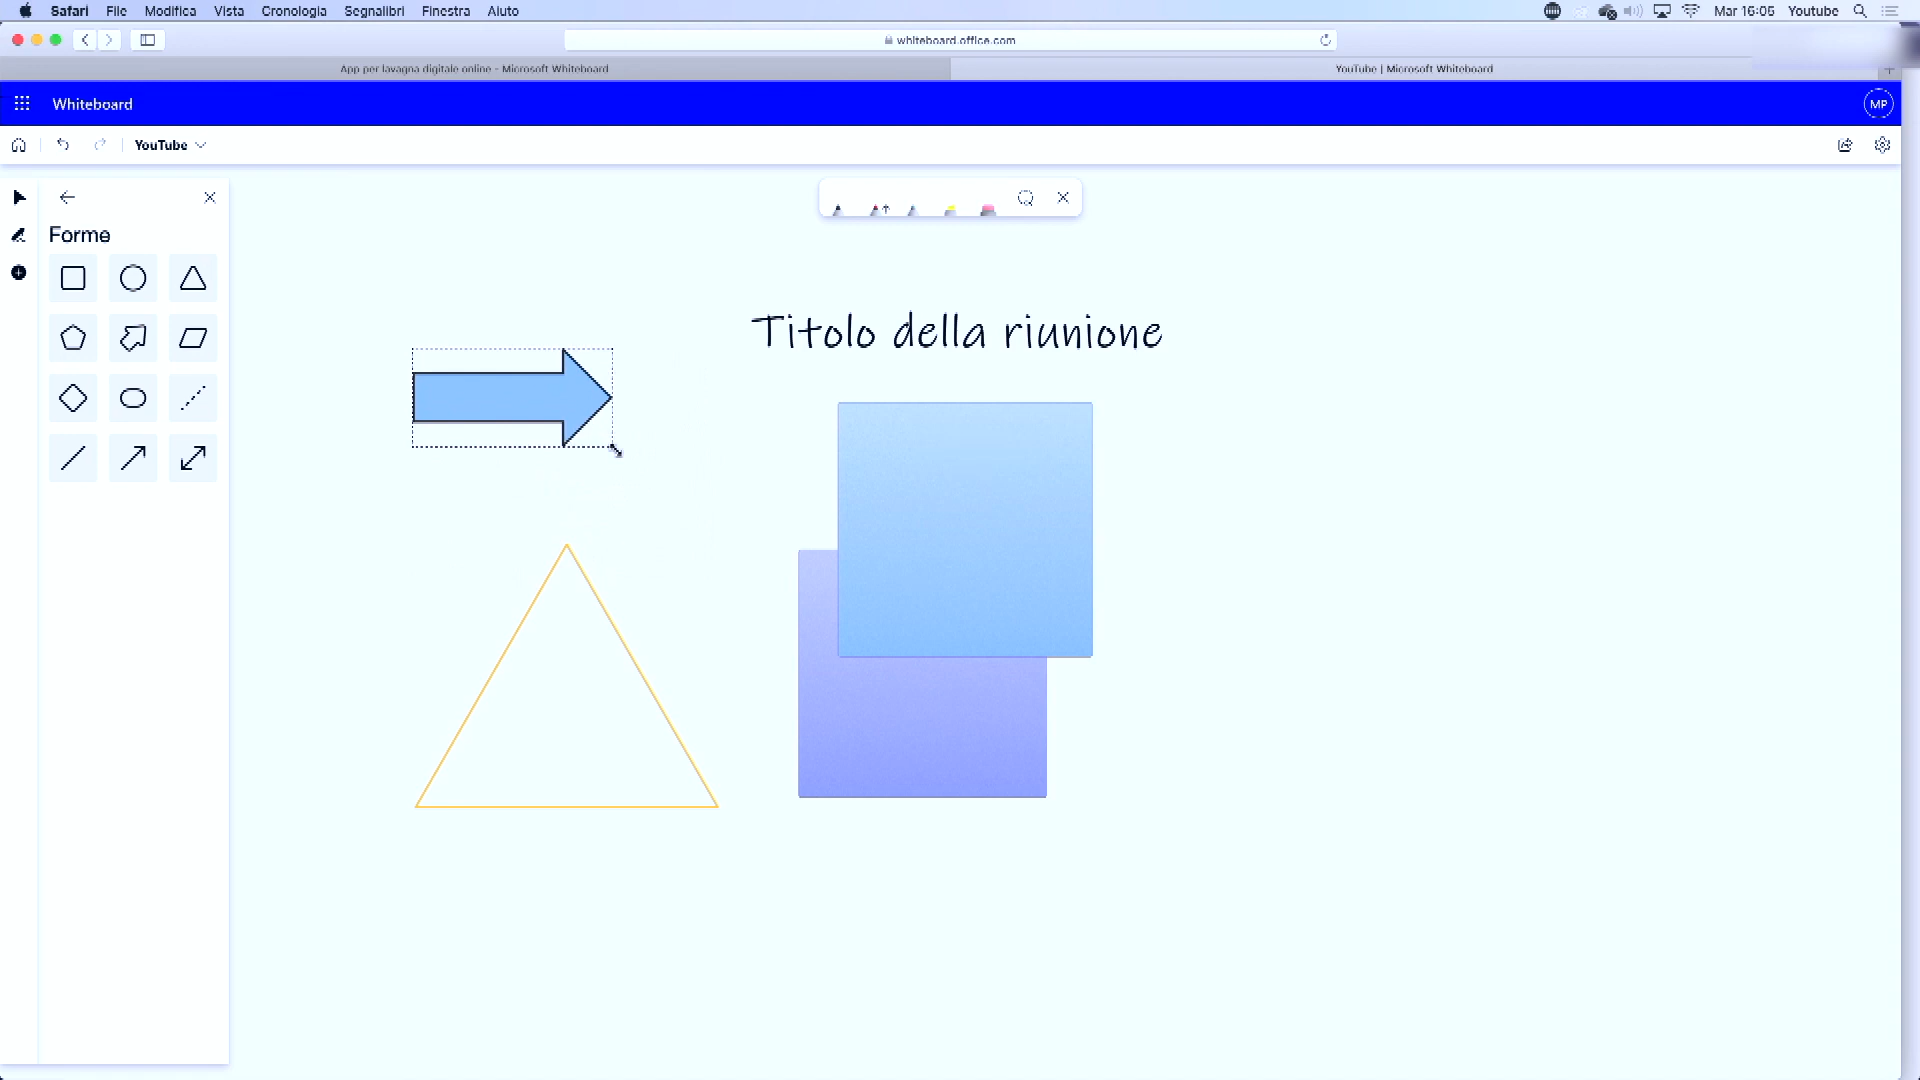 Safari File Modifica Vista Cronologia Segnalibri Finestra Aiuto Mar 16:05 Youtube
whiteboard.office.com
App per lavagna digitale online - Microsoft Whiteboard YouTube | Microsoft Whiteboard
Whiteboard MP
YouTube
Forme
Titolo della riunione